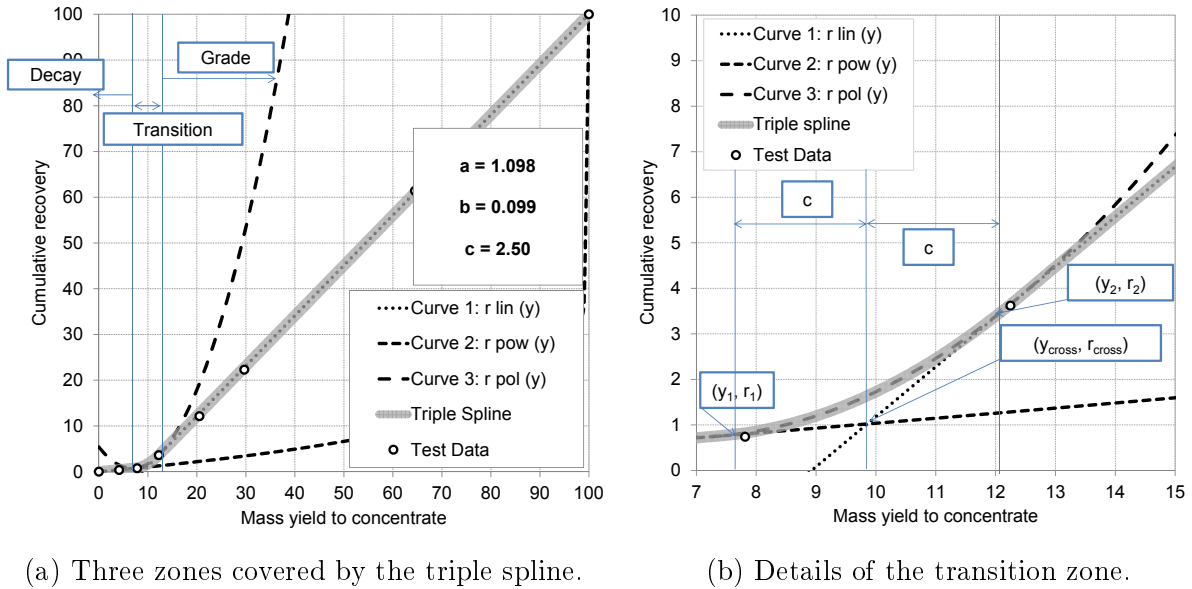 100
90
80
70
60
50
40
30
20
10
0
Cumulative recovery
Decay
Grade
Transition
a = 1.098
b = 0.099
c = 2.50
Curve 1: r lin (y)
Curve 2: r pow (y)
Curve 3: r pol (y)
Triple Spline
Test Data
0 10 20 30 40 50 60 70 80 90 100
Mass yield to concentrate
(a) Three zones covered by the triple spline.
10
9
8
7
6
5
4
3
2
1
0
Cumulative recovery
Curve 1: r lin (y)
Curve 2: r pow (y)
Curve 3: r pol (y)
Triple spline
Test Data
c
c
(y2, r2)
(ycross, rcross)
(y1, r1)
7 8 9 10 11 12 13 14 15
Mass yield to concentrate
(b) Details of the transition zone.